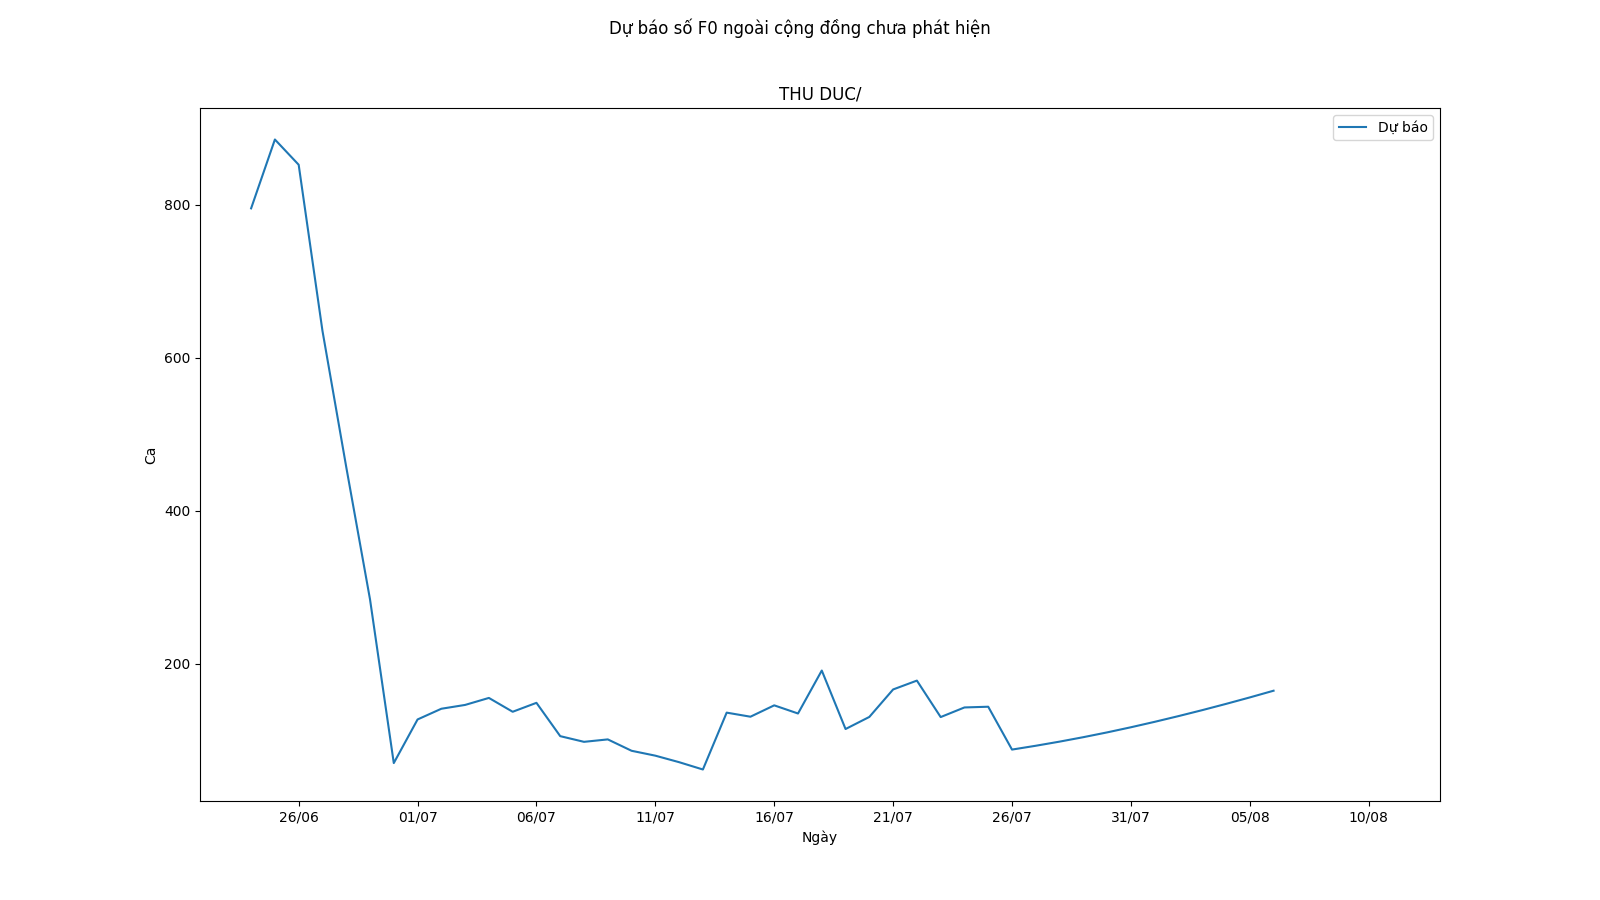 Dự báo số F0 ngoài cộng đồng chưa phát hiện
THU DUC/
Dự báo
800
600
400
200
Ca
26/06 01/07 06/07 11/07 16/07 21/07 26/07 31/07 05/08 10/08
Ngày